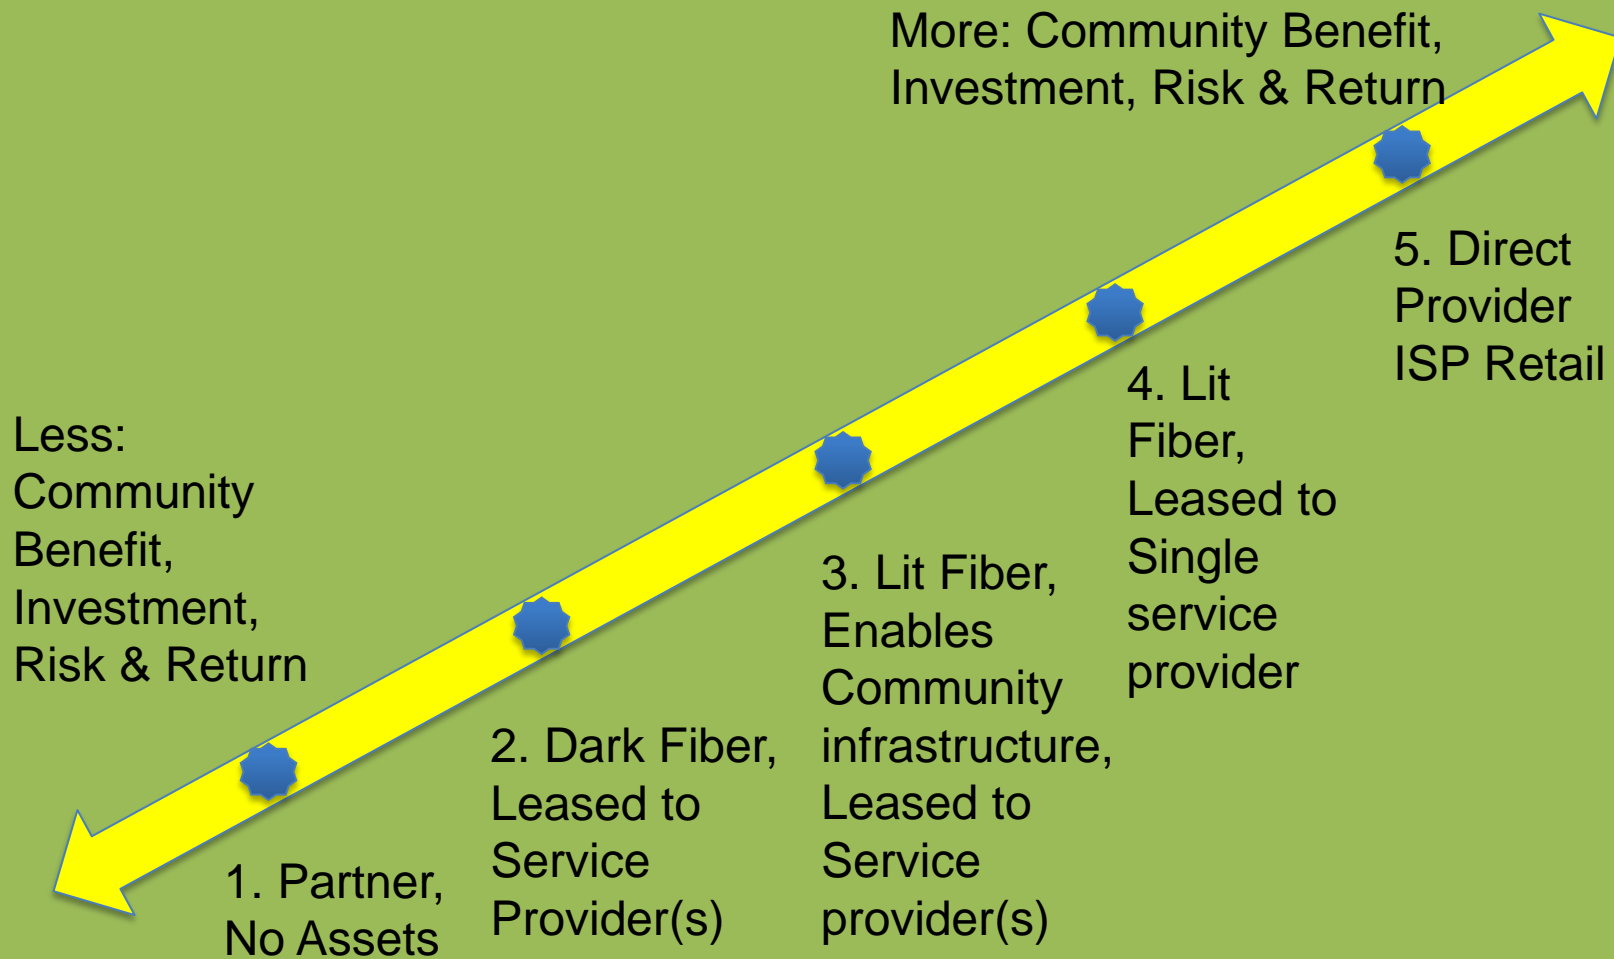 More: Community Benefit,
Investment, Risk & Return
Less:
Community
Benefit,
Investment,
Risk & Return
1. Partner,
No Assets
2. Dark Fiber,
Leased to
Service
Provider(s)
3. Lit Fiber,
Enables
Community
infrastructure,
Leased to
Service
provider(s)
4. Lit
Fiber,
Leased to
Single
service
provider
5. Direct
Provider
ISP Retail